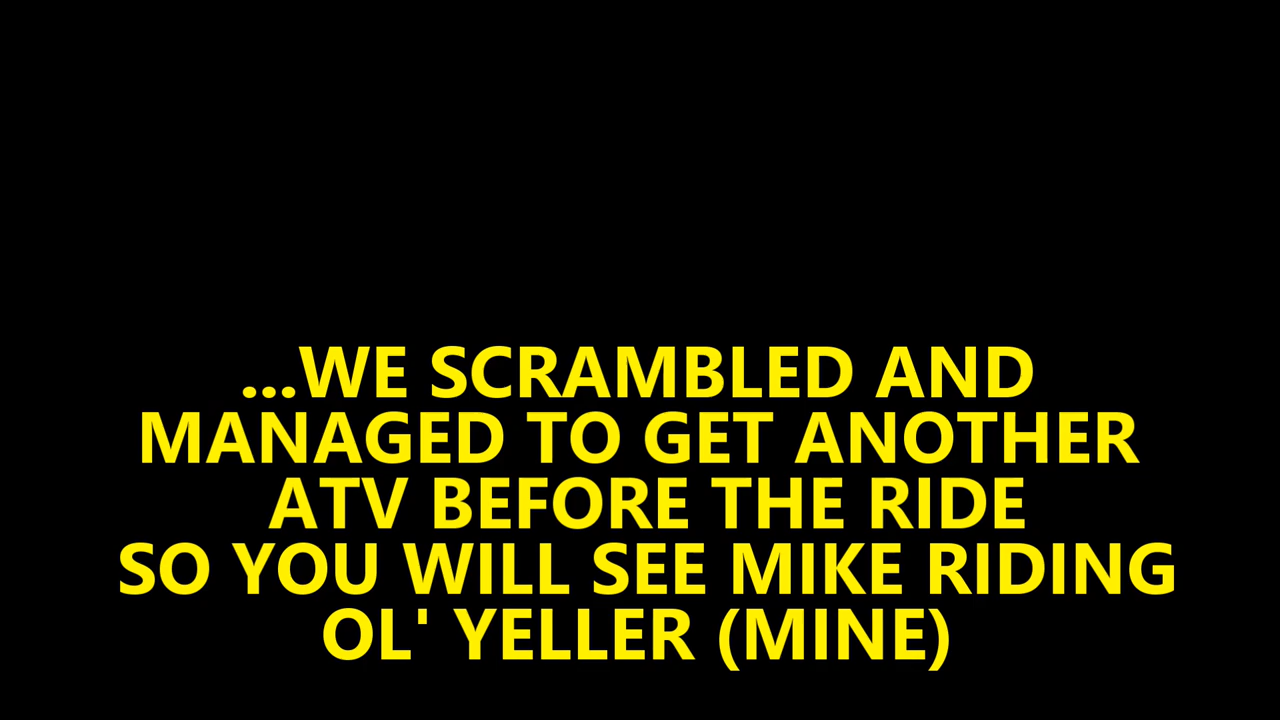 ...WE SCRAMBLED AND
MANAGED TO GET ANOTHER
ATV BEFORE THE RIDE
SO YOU WILL SEE MIKE RIDING
OL' YELLER (MINE)